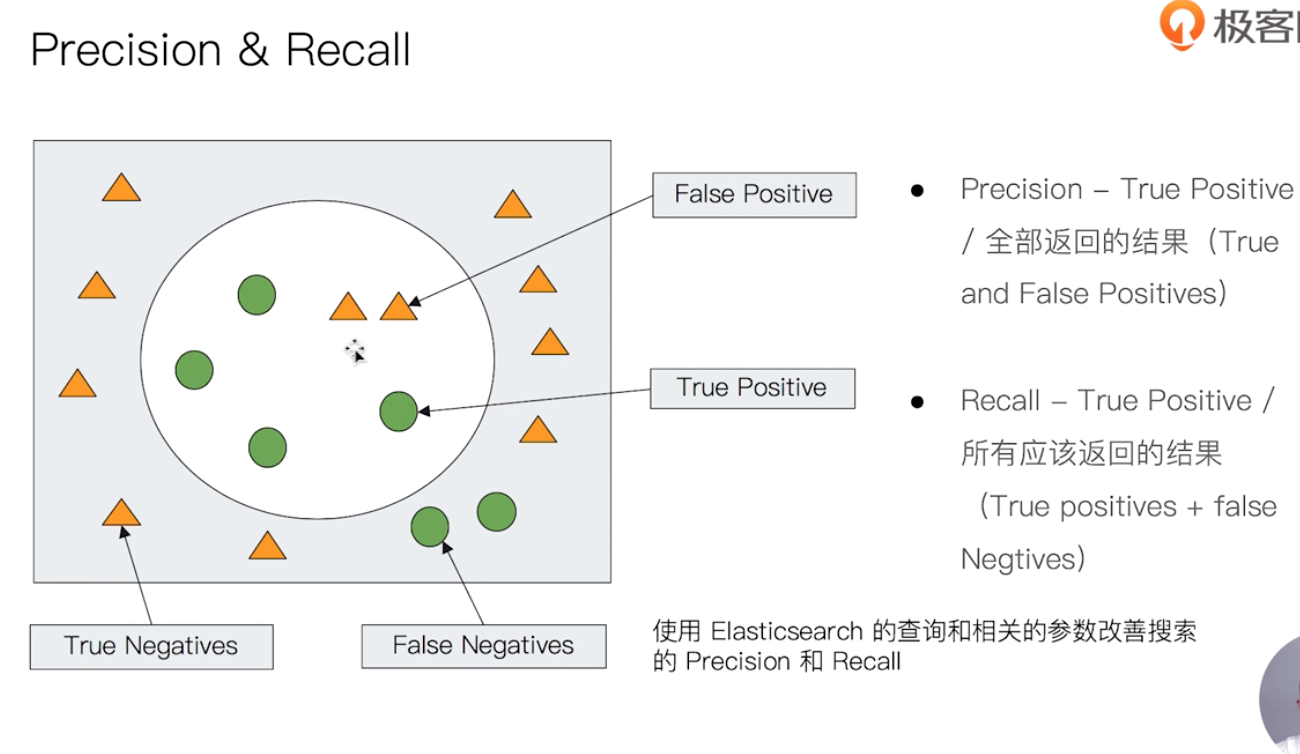 Precision & Recall
极客
False Positive
True Positive
True Negatives
False Negatives
● Precision – True Positive
/ 全部返回的结果（True
and False Positives）
● Recall – True Positive /
所有应该返回的结果
（True positives + false
Negtives）
使用 Elasticsearch 的查询和相关的参数改善搜索
的 Precision 和 Recall